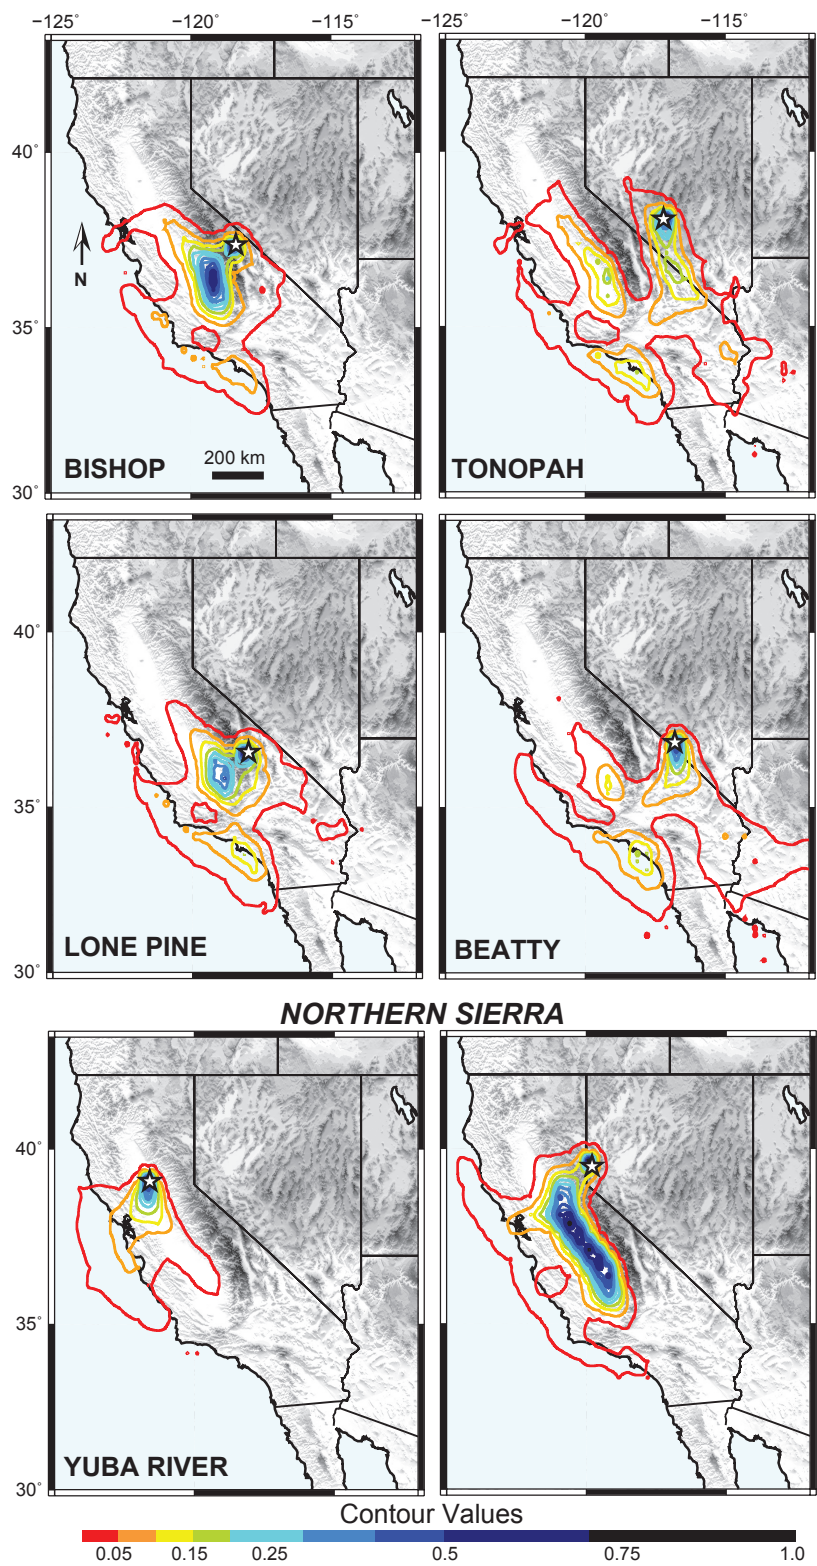 −125° −120° −115° −125° −120° −115°
40°
N
35°
200 km
BISHOP
TONOPAH
30°
40°
35°
LONE PINE
BEATTY
30°
NORTHERN SIERRA
40°
35°
YUBA RIVER
30°
Contour Values
0.05 0.15 0.25 0.5 0.75 1.0